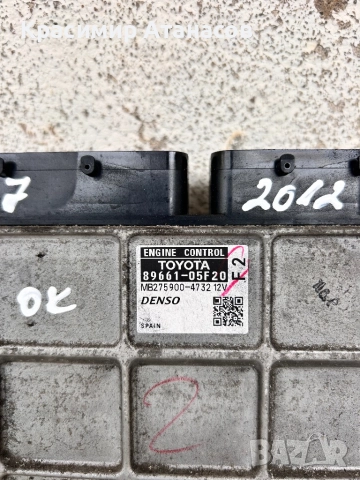 Красимир Атанасов
7
2012
ENGINE CONTROL
TOYOTA
89661-05F20
MB275900-4732 12V
F2
DENSO
SPAIN
OK
2
BAZAR